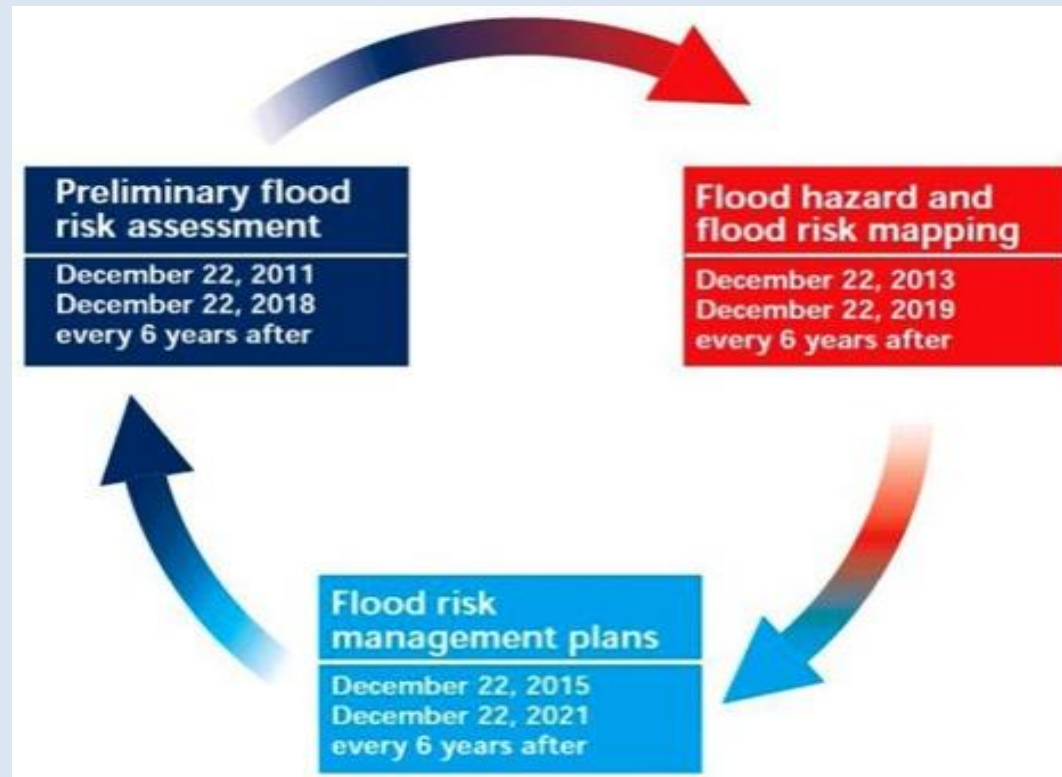 Preliminary flood
risk assessment
December 22, 2011
December 22, 2018
every 6 years after
Flood hazard and
flood risk mapping
December 22, 2013
December 22, 2019
every 6 years after
Flood risk
management plans
December 22, 2015
December 22, 2021
every 6 years after